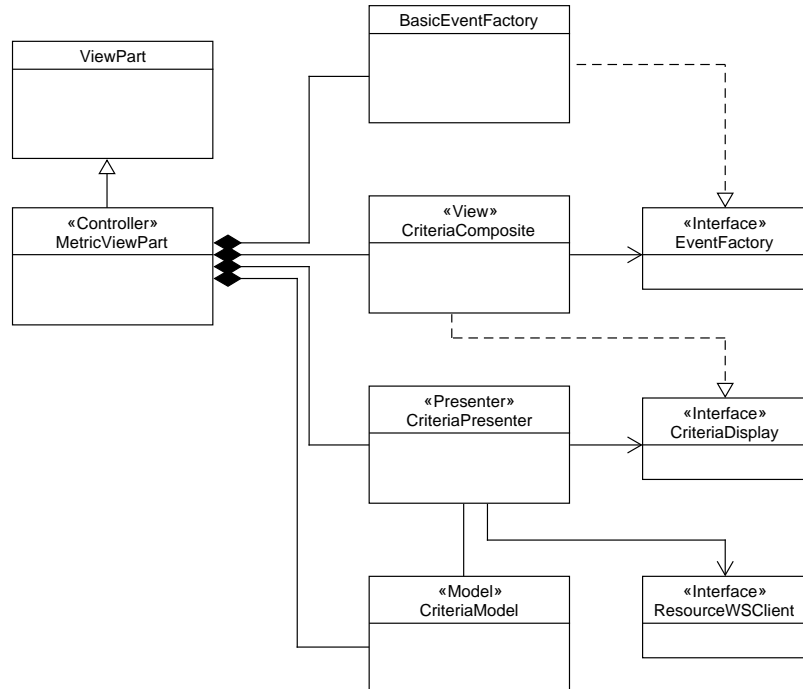 BasicEventFactory
ViewPart
«Controller»
MetricViewPart
«View»
CriteriaComposite
«Interface»
EventFactory
«Presenter»
CriteriaPresenter
«Interface»
CriteriaDisplay
«Model»
CriteriaModel
«Interface»
ResourceWSClient